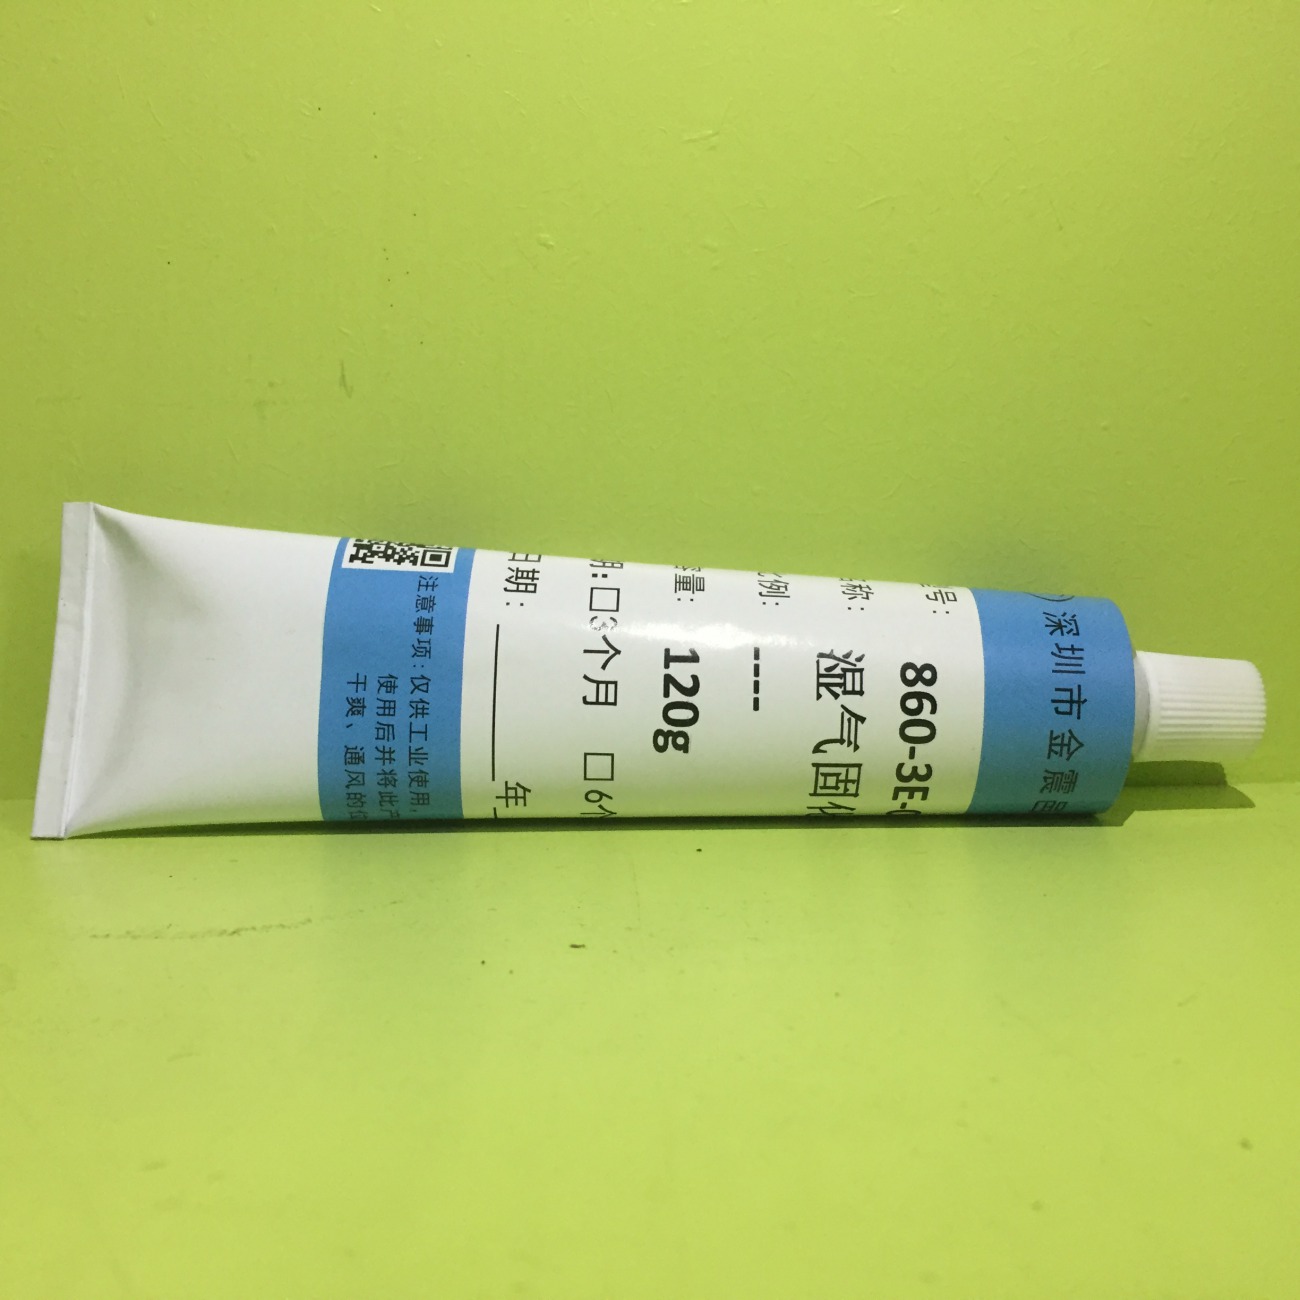 深圳市金震
号: 860-3E-
称: 湿气固化
例: ----
量: 120g
期: □3个月 □6个
日期: 年
注意事项: 仅供工业使用,
使用后并将此产
干爽、通风的位